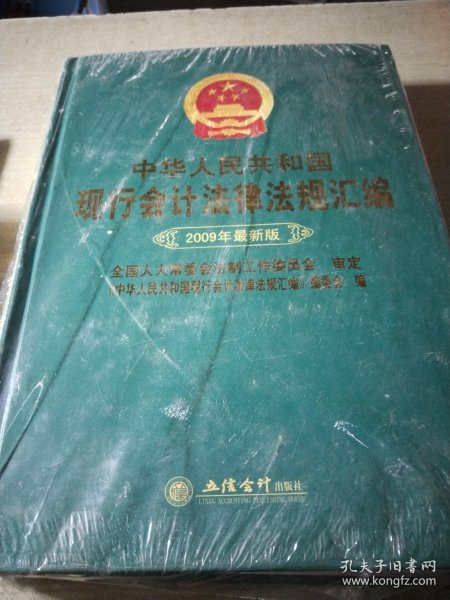 中华人民共和国
现行会计法律法规汇编
2009年最新版
全国人大常委会法制工作委员会 审定
《中华人民共和国现行会计法律法规汇编》编委会 编
立信会计出版社
LIXIN ACCOUNTING PUBLISHING HOUSE
孔夫子旧书网
www.kongfz.com